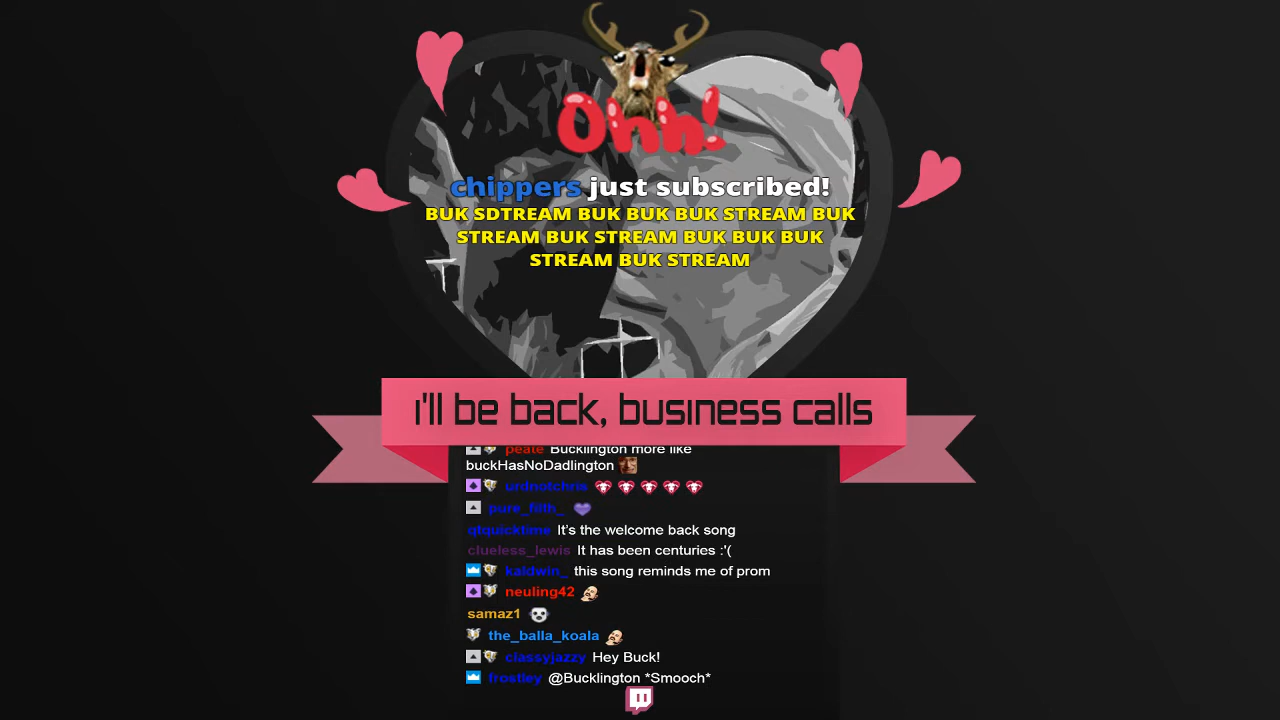 Ohh!
chippers just subscribed!
BUK SDTREAM BUK BUK BUK STREAM BUK
STREAM BUK STREAM BUK BUK BUK
STREAM BUK STREAM
i'll be back, business calls
peate Bucklington more like
buckHasNoDadlington
urdnotchris
pure_filth_
qtquicktime It's the welcome back song
clueless_lewis It has been centuries :'(
kaldwin_ this song reminds me of prom
neuling42
samaz1
the_balla_koala
classyjazzy Hey Buck!
frostley @Bucklington *Smooch*